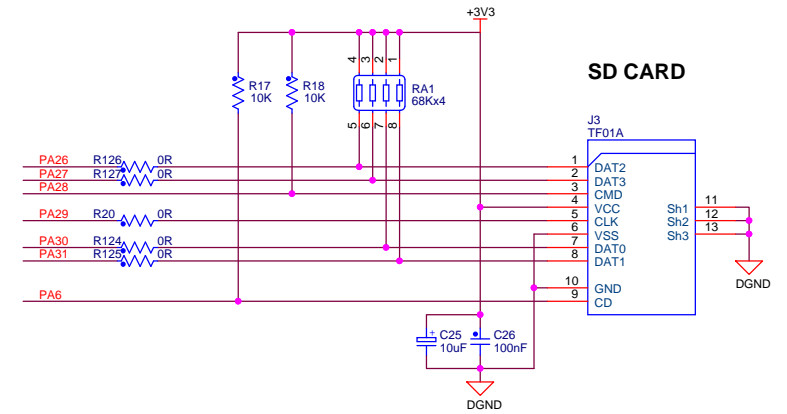 +3V3
SD CARD
4 3 2 1
R17
10K
R18
10K
RA1
68Kx4
5 6 7 8
J3
TF01A
PA26 R126 0R 1 DAT2
PA27 R127 0R 2 DAT3
PA28 3 CMD
4 VCC Sh1 11
PA29 R20 0R 5 CLK Sh2 12
6 VSS Sh3 13
PA30 R124 0R 7 DAT0
PA31 R125 0R 8 DAT1
DGND
10 GND
PA6 9 CD
+ C25
10uF
C26
100nF
DGND